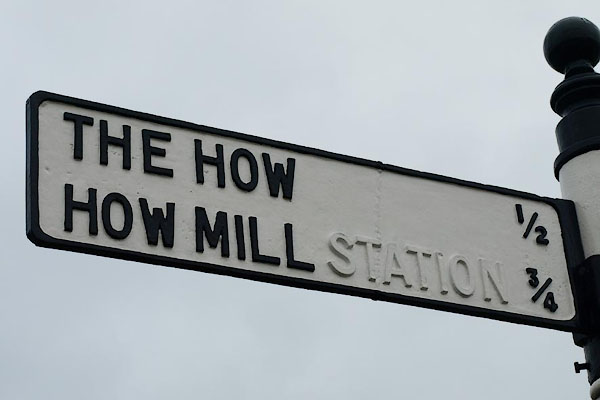 THE HOW 1/2
HOW MILL STATION 3/4